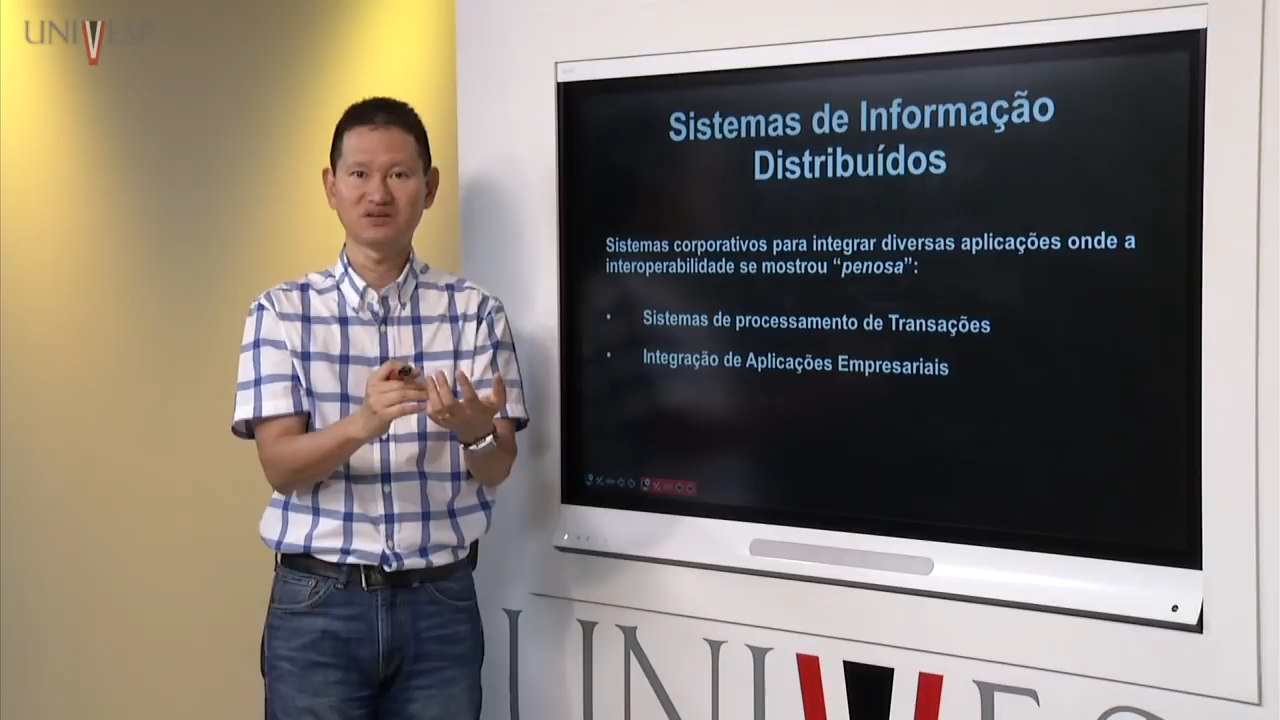 UNIVESP
Sistemas de Informação
Distribuídos
Sistemas corporativos para integrar diversas aplicações onde a
interoperabilidade se mostrou “penosa”:
• Sistemas de processamento de Transações
• Integração de Aplicações Empresariais
UNIVESP